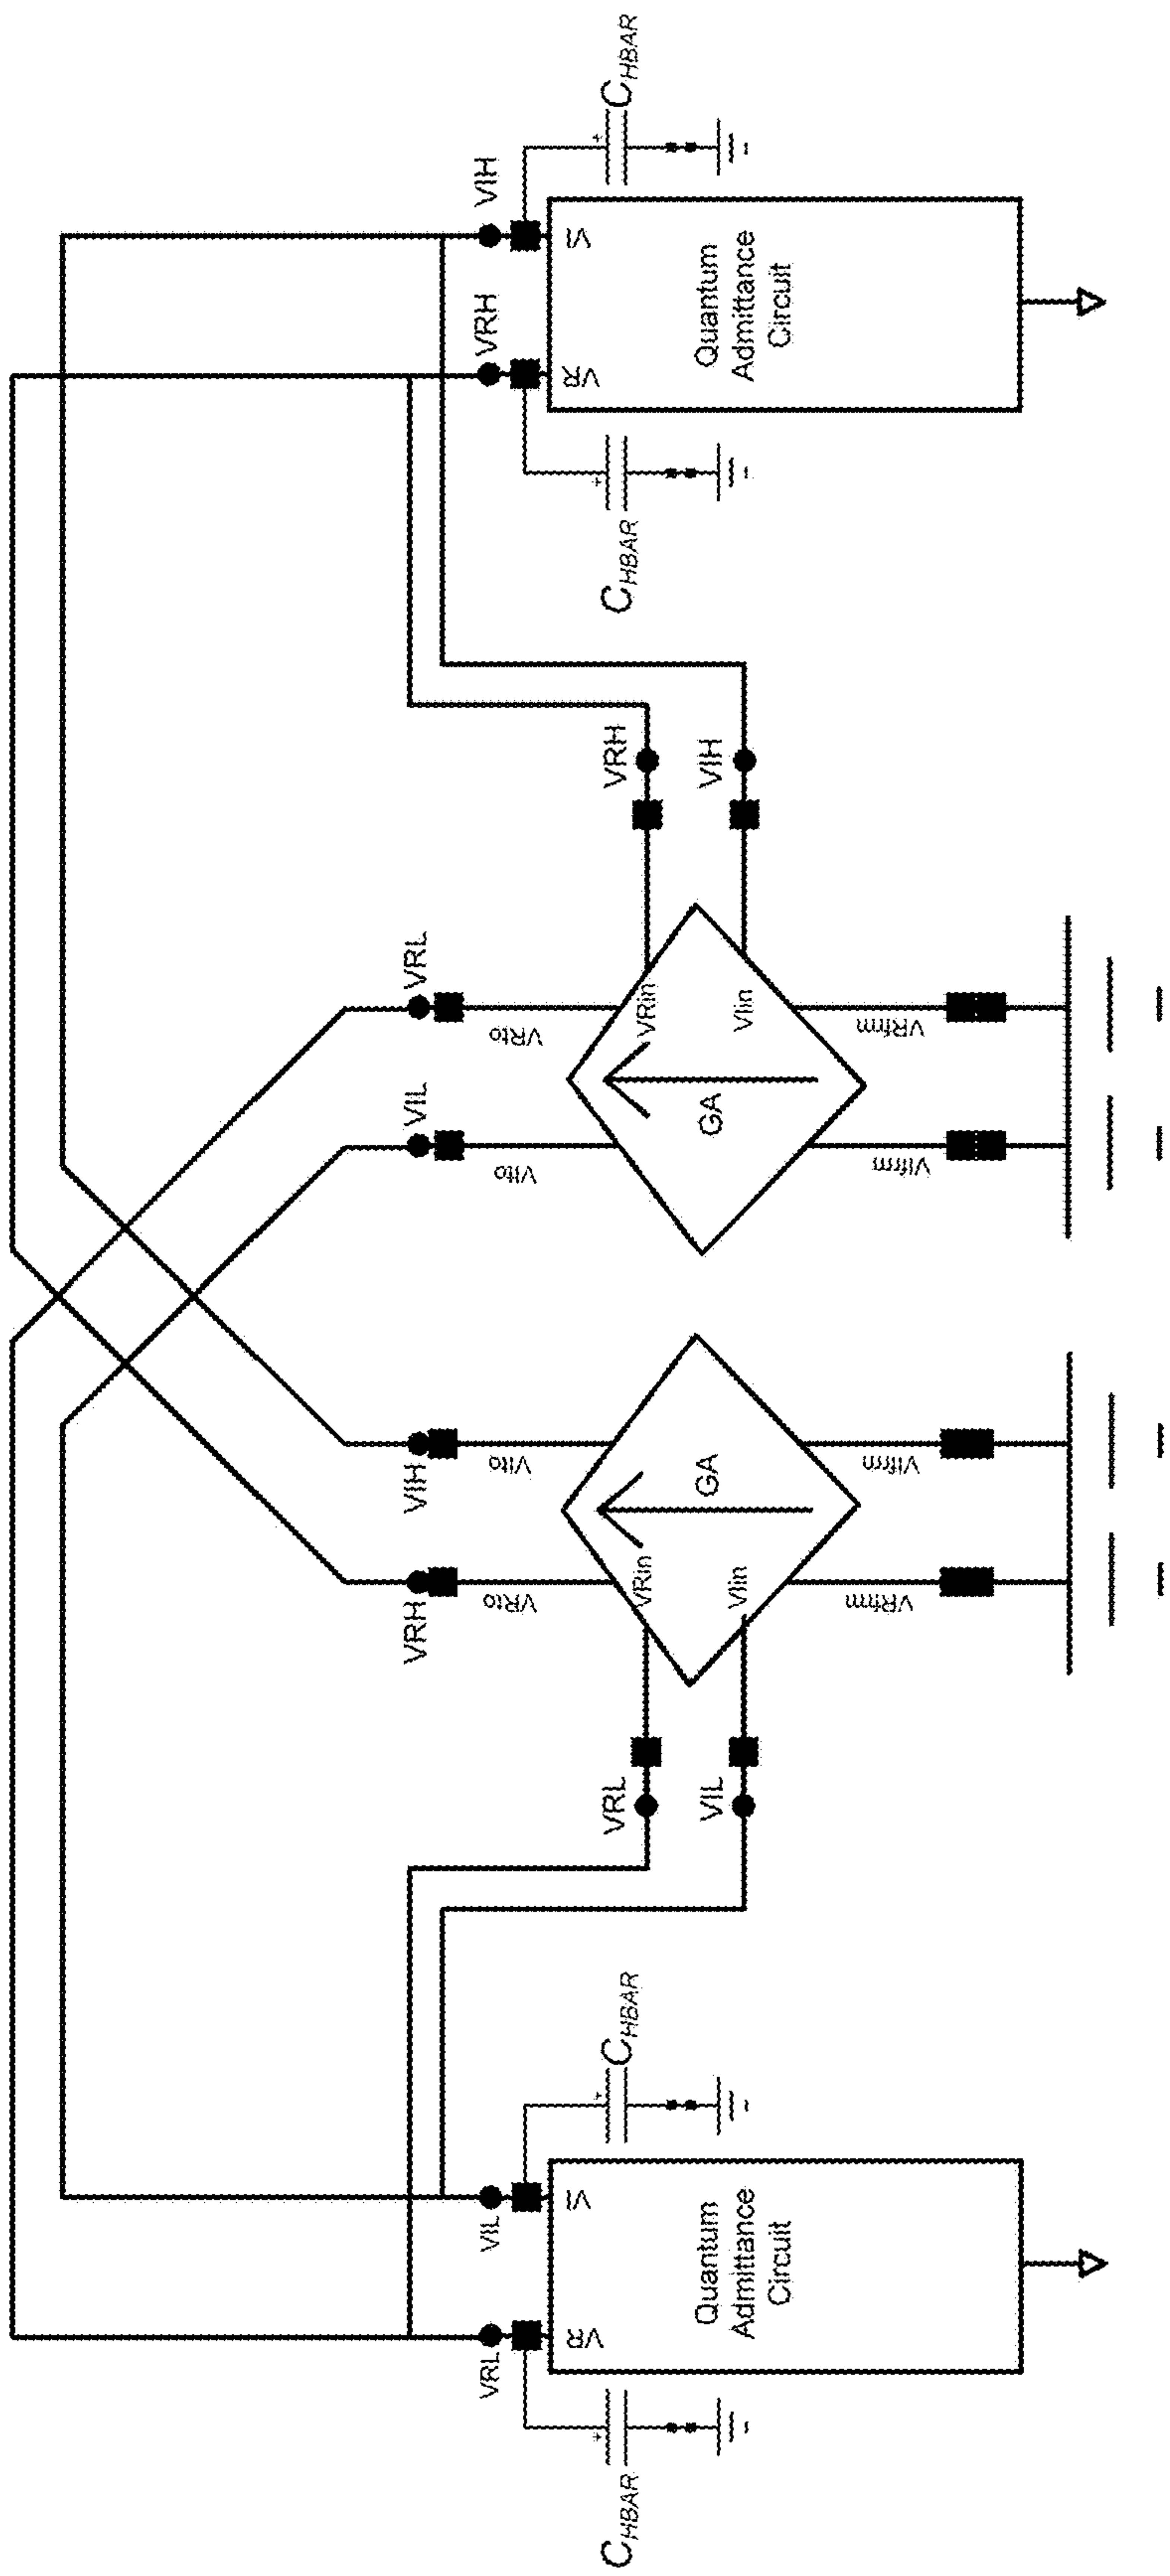 C_HBAR
VRL
VIL
VR
VI
Quantum
Admittance
Circuit
C_HBAR
VRL
VIL
VRH
VIH
VRto
VIto
VRin
VIin
GA
VRfrm
VIfrm
VIL
VRL
VIto
VRto
VRin
VIin
GA
VIfrm
VRfrm
VRH
VIH
C_HBAR
VRH
VIH
VR
VI
Quantum
Admittance
Circuit
C_HBAR